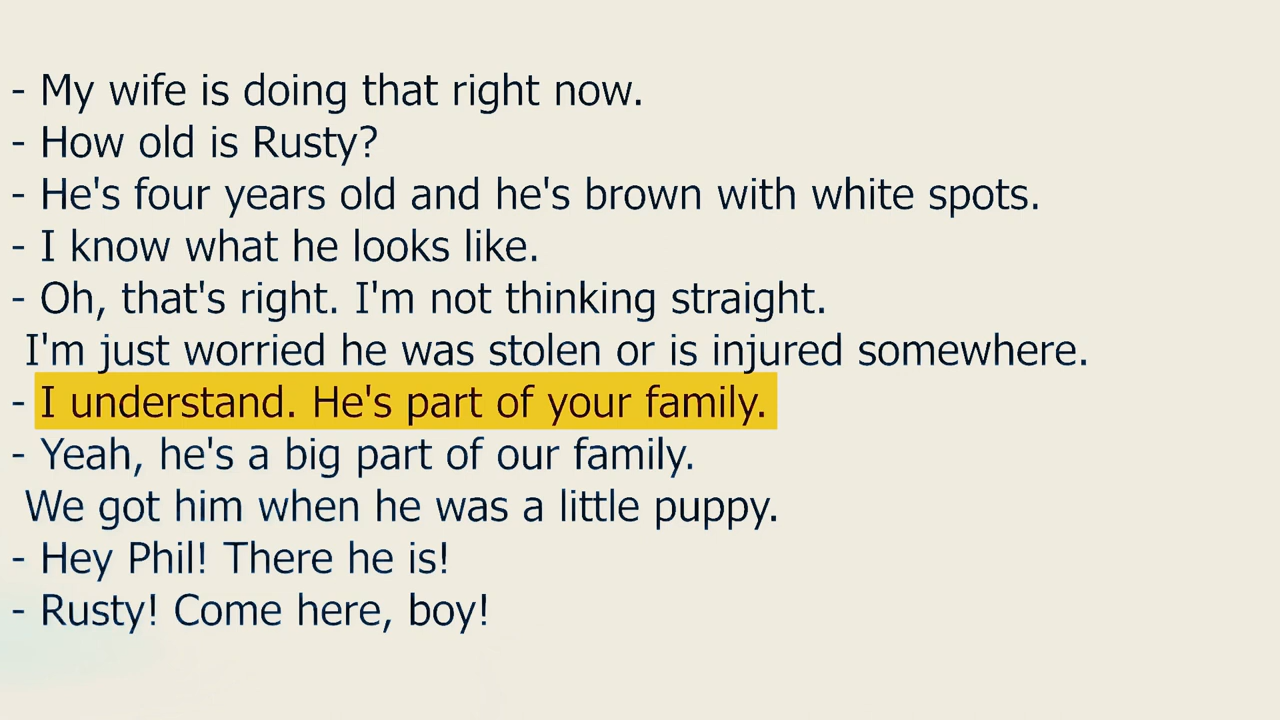 - My wife is doing that right now.
- How old is Rusty?
- He's four years old and he's brown with white spots.
- I know what he looks like.
- Oh, that's right. I'm not thinking straight.
I'm just worried he was stolen or is injured somewhere.
- I understand. He's part of your family.
- Yeah, he's a big part of our family.
We got him when he was a little puppy.
- Hey Phil! There he is!
- Rusty! Come here, boy!